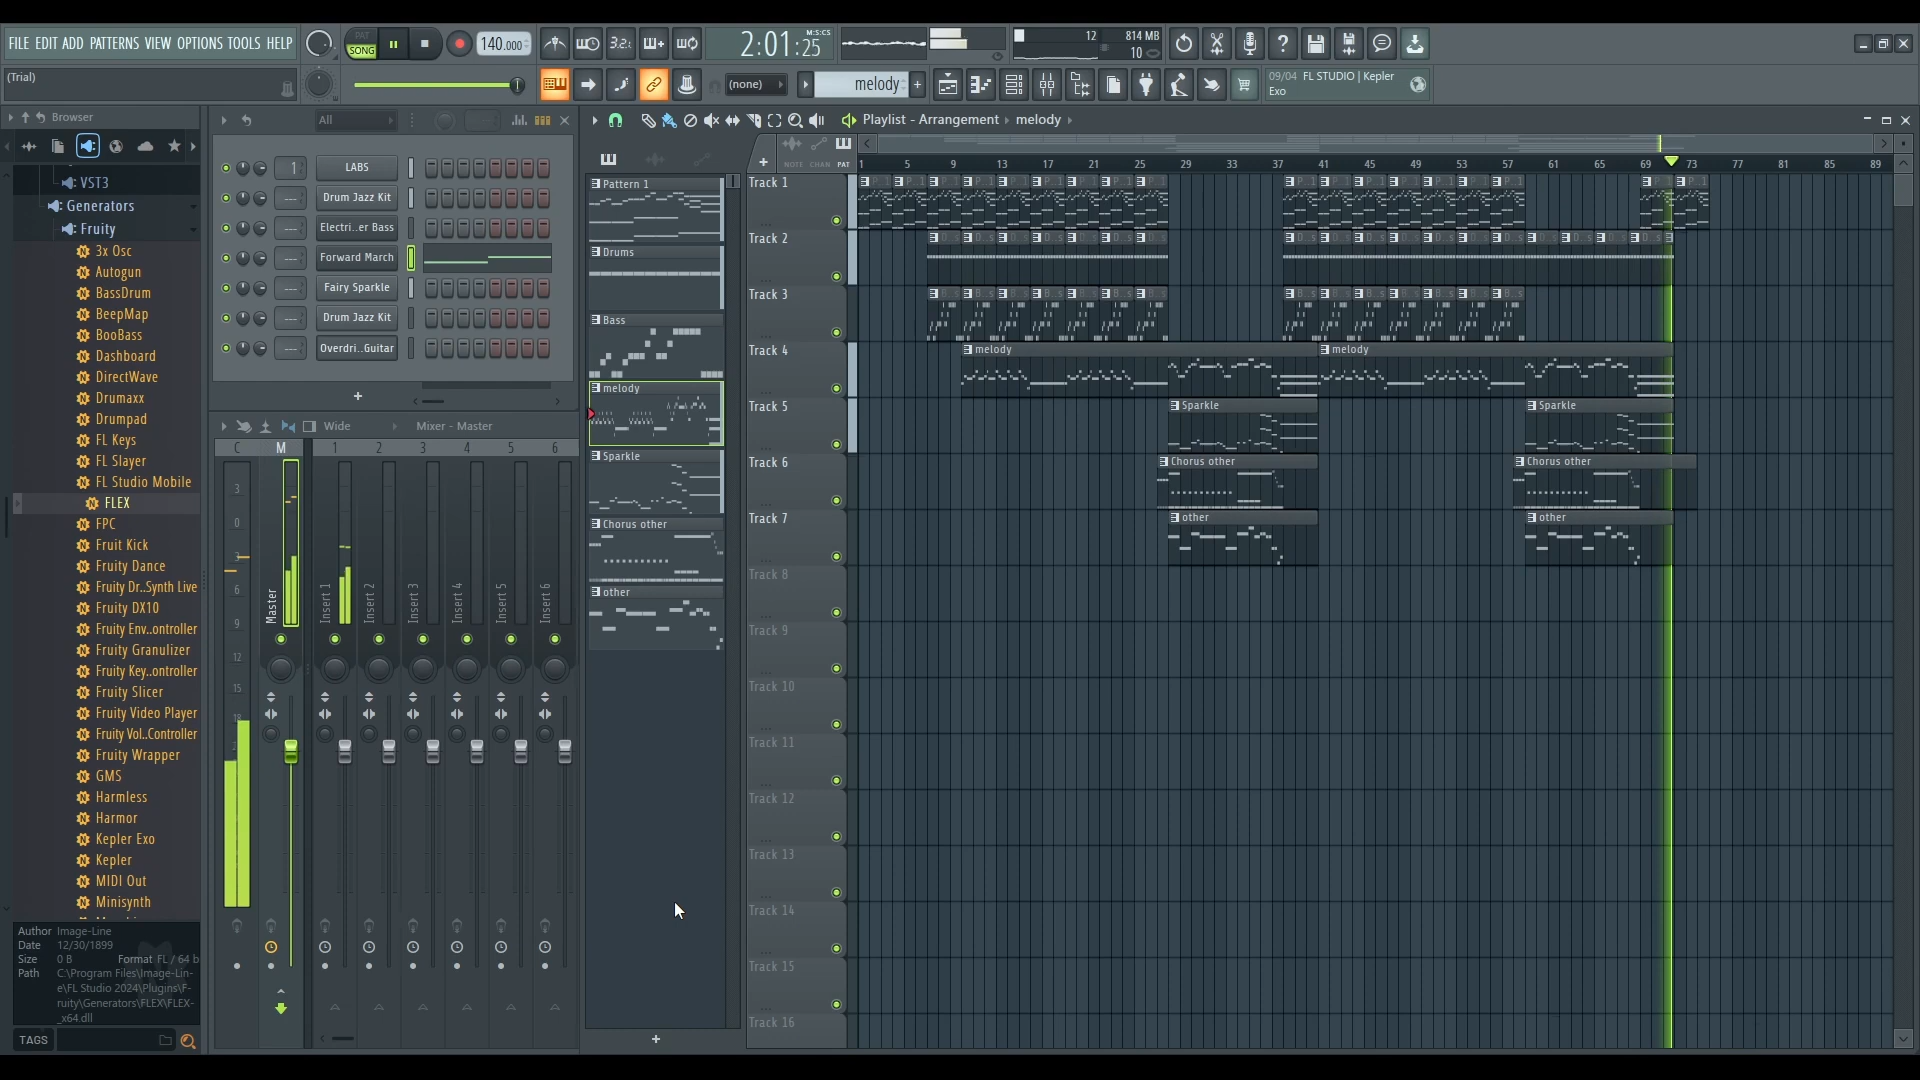 FILE EDIT ADD PATTERNS VIEW OPTIONS TOOLS HELP
PAT
SONG
140.000
3.2.
2:01:25
M:S:CS
12
814 MB
10
(Trial)
(none)
melody
09/04 FL STUDIO | Kepler
Exo
Browser
VST3
Generators
Fruity
3x Osc
Autogun
BassDrum
BeepMap
BooBass
Dashboard
DirectWave
Drumaxx
Drumpad
FL Keys
FL Slayer
FL Studio Mobile
FLEX
FPC
Fruit Kick
Fruity Dance
Fruity Dr..Synth Live
Fruity DX10
Fruity Env..ontroller
Fruity Granulizer
Fruity Key..ontroller
Fruity Slicer
Fruity Video Player
Fruity Vol..Controller
Fruity Wrapper
GMS
Harmless
Harmor
Kepler Exo
Kepler
MIDI Out
Minisynth
Author Image-Line
Date 12/30/1899
Size 0 B Format FL / 64 b
Path C:\Program Files\Image-Lin-
e\FL Studio 2024\Plugins\F-
ruity\Generators\FLEX\FLEX-
_x64.dll
TAGS
All
1 LABS
--- Drum Jazz Kit
--- Electri..er Bass
--- Forward March
--- Fairy Sparkle
--- Drum Jazz Kit
--- Overdri..Guitar
+
Wide
Mixer - Master
C M 1 2 3 4 5 6
3
0
3
6
9
12
15
18
Master
Insert 1
Insert 2
Insert 3
Insert 4
Insert 5
Insert 6
Pattern 1
Drums
Bass
melody
Sparkle
Chorus other
other
+
Playlist - Arrangement › melody ›
NOTE CHAN PAT
1 5 9 13 17 21 25 29 33 37 41 45 49 53 57 61 65 69 73 77 81 85 89
Track 1
Track 2
Track 3
Track 4
melody
melody
Track 5
Sparkle
Sparkle
Track 6
Chorus other
Chorus other
Track 7
other
other
Track 8
Track 9
Track 10
Track 11
Track 12
Track 13
Track 14
Track 15
Track 16